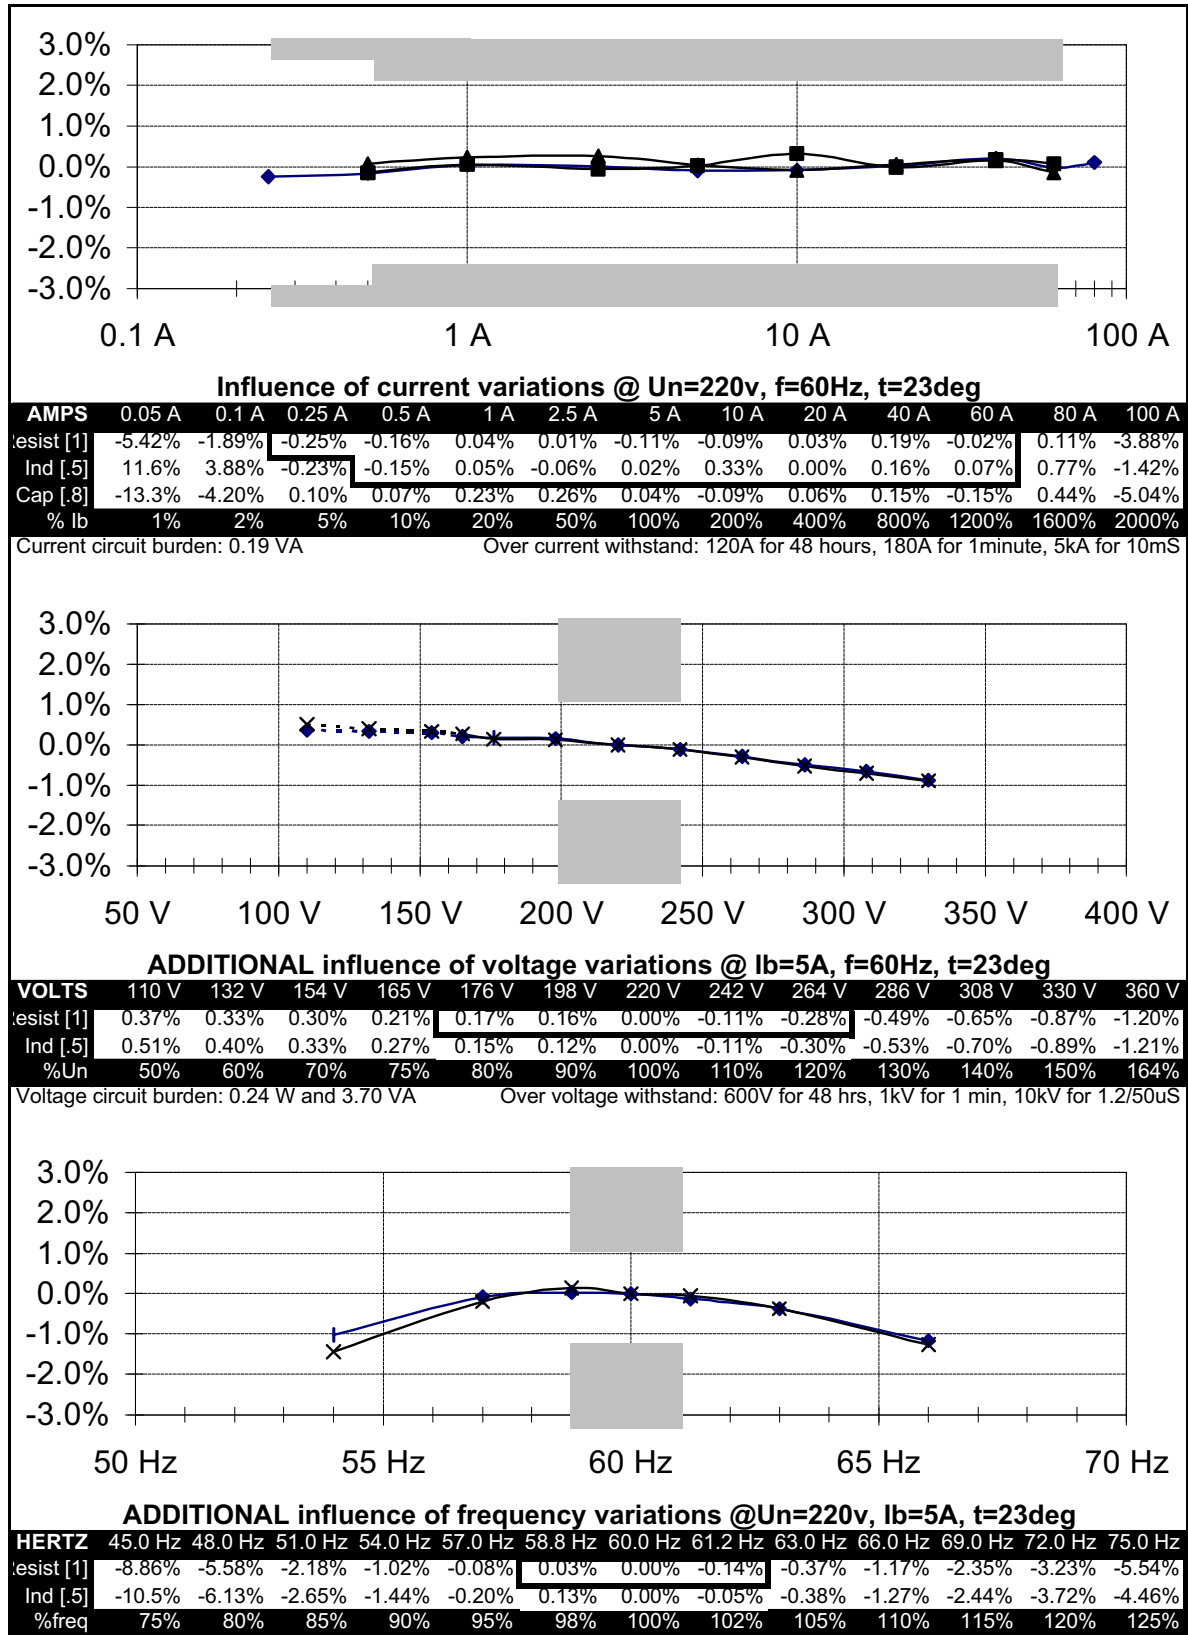 3.0%
2.0%
1.0%
0.0%
-1.0%
-2.0%
-3.0%
0.1 A 1 A 10 A 100 A
Influence of current variations @ Un=220v, f=60Hz, t=23deg
AMPS 0.05 A 0.1 A 0.25 A 0.5 A 1 A 2.5 A 5 A 10 A 20 A 40 A 60 A 80 A 100 A
esist [1] -5.42% -1.89% -0.25% -0.16% 0.04% 0.01% -0.11% -0.09% 0.03% 0.19% -0.02% 0.11% -3.88%
Ind [.5] 11.6% 3.88% -0.23% -0.15% 0.05% -0.06% 0.02% 0.33% 0.00% 0.16% 0.07% 0.77% -1.42%
Cap [.8] -13.3% -4.20% 0.10% 0.07% 0.23% 0.26% 0.04% -0.09% 0.06% 0.15% -0.15% 0.44% -5.04%
% Ib 1% 2% 5% 10% 20% 50% 100% 200% 400% 800% 1200% 1600% 2000%
Current circuit burden: 0.19 VA Over current withstand: 120A for 48 hours, 180A for 1minute, 5kA for 10mS
3.0%
2.0%
1.0%
0.0%
-1.0%
-2.0%
-3.0%
50 V 100 V 150 V 200 V 250 V 300 V 350 V 400 V
ADDITIONAL influence of voltage variations @ Ib=5A, f=60Hz, t=23deg
VOLTS 110 V 132 V 154 V 165 V 176 V 198 V 220 V 242 V 264 V 286 V 308 V 330 V 360 V
esist [1] 0.37% 0.33% 0.30% 0.21% 0.17% 0.16% 0.00% -0.11% -0.28% -0.49% -0.65% -0.87% -1.20%
Ind [.5] 0.51% 0.40% 0.33% 0.27% 0.15% 0.12% 0.00% -0.11% -0.30% -0.53% -0.70% -0.89% -1.21%
%Un 50% 60% 70% 75% 80% 90% 100% 110% 120% 130% 140% 150% 164%
Voltage circuit burden: 0.24 W and 3.70 VA Over voltage withstand: 600V for 48 hrs, 1kV for 1 min, 10kV for 1.2/50uS
3.0%
2.0%
1.0%
0.0%
-1.0%
-2.0%
-3.0%
50 Hz 55 Hz 60 Hz 65 Hz 70 Hz
ADDITIONAL influence of frequency variations @Un=220v, Ib=5A, t=23deg
HERTZ 45.0 Hz 48.0 Hz 51.0 Hz 54.0 Hz 57.0 Hz 58.8 Hz 60.0 Hz 61.2 Hz 63.0 Hz 66.0 Hz 69.0 Hz 72.0 Hz 75.0 Hz
esist [1] -8.86% -5.58% -2.18% -1.02% -0.08% 0.03% 0.00% -0.14% -0.37% -1.17% -2.35% -3.23% -5.54%
Ind [.5] -10.5% -6.13% -2.65% -1.44% -0.20% 0.13% 0.00% -0.05% -0.38% -1.27% -2.44% -3.72% -4.46%
%freq 75% 80% 85% 90% 95% 98% 100% 102% 105% 110% 115% 120% 125%